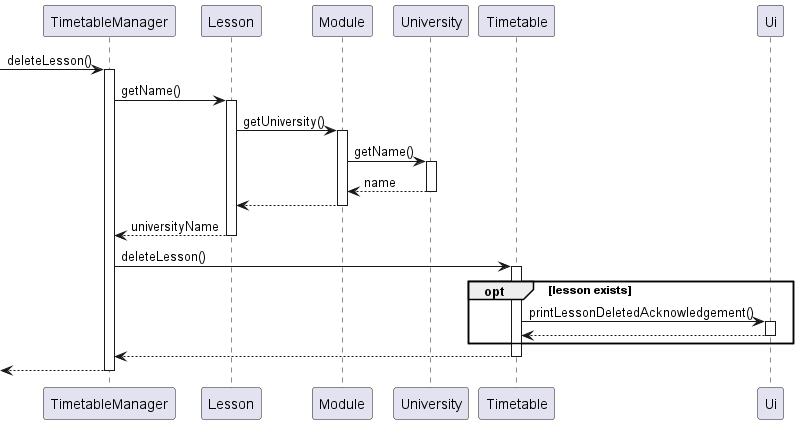 TimetableManager Lesson Module University Timetable Ui
deleteLesson()
getName()
getUniversity()
getName()
name
universityName
deleteLesson()
opt [lesson exists]
printLessonDeletedAcknowledgement()
TimetableManager Lesson Module University Timetable Ui